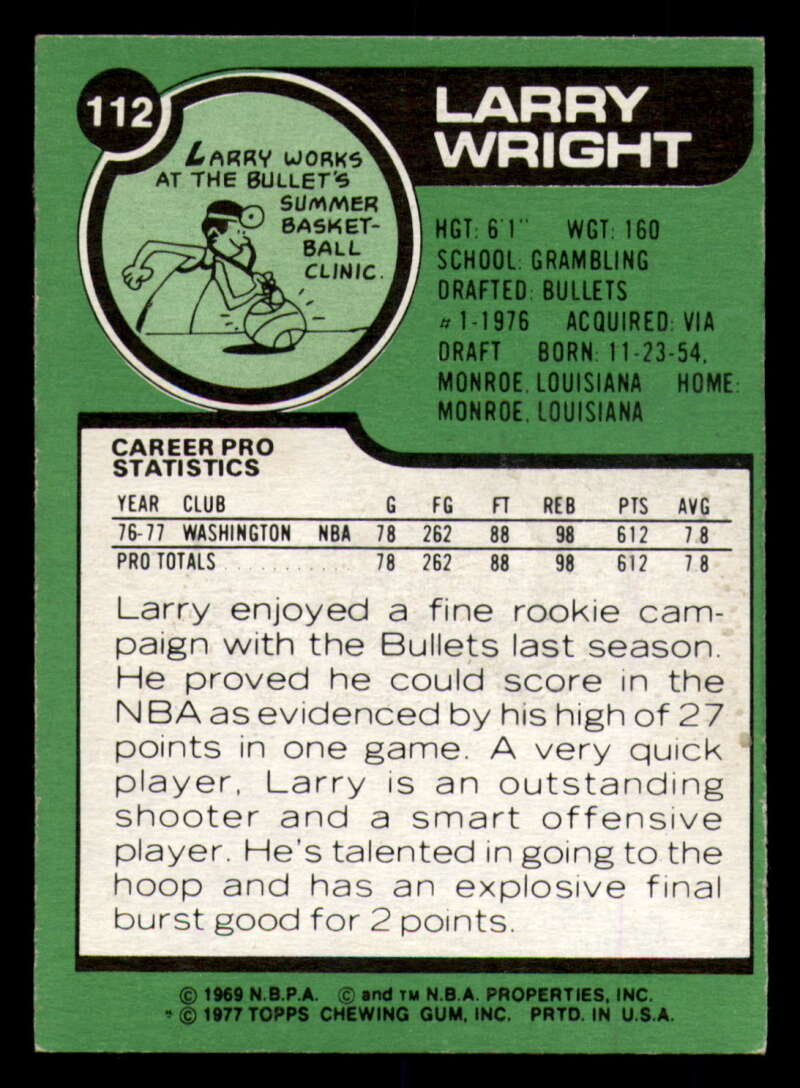 112
LARRY WORKS
AT THE BULLET'S
SUMMER
BASKET-
BALL
CLINIC.
LARRY
WRIGHT
HGT: 6'1" WGT: 160
SCHOOL: GRAMBLING
DRAFTED: BULLETS
#1-1976 ACQUIRED: VIA
DRAFT BORN: 11-23-54,
MONROE, LOUISIANA HOME:
MONROE, LOUISIANA
CAREER PRO
STATISTICS
YEAR CLUB G FG FT REB PTS AVG
76-77 WASHINGTON NBA 78 262 88 98 612 7.8
PRO TOTALS . . . . . . . . . . . 78 262 88 98 612 7.8
Larry enjoyed a fine rookie cam-
paign with the Bullets last season.
He proved he could score in the
NBA as evidenced by his high of 27
points in one game. A very quick
player, Larry is an outstanding
shooter and a smart offensive
player. He's talented in going to the
hoop and has an explosive final
burst good for 2 points.
© 1969 N.B.P.A. © and TM N.B.A. PROPERTIES, INC.
* © 1977 TOPPS CHEWING GUM, INC. PRTD. IN U.S.A.